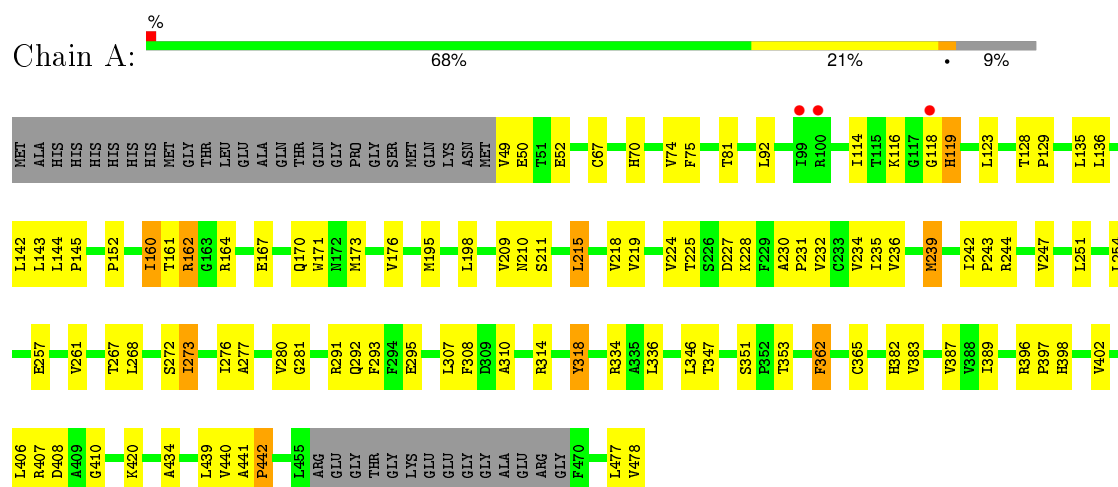 %
Chain A:
68% 21% • 9%
MET ALA HIS HIS HIS HIS HIS HIS MET GLY THR LEU GLU ALA GLN THR GLN GLY PRO GLY SER MET GLN LYS ASN MET V49 E50 T51 E52 C67 H70 V74 F75 T81 L92 I99 R100 I114 T115 K116 G117 G118 H119 L123 T128 P129 L135 L136
L142 L143 L144 P145 P152 I160 T161 R162 G163 R164 E167 Q170 W171 N172 M173 V176 M195 L198 V209 N210 S211 L215 V218 V219 V224 T225 S226 D227 K228 F229 A230 P231 V232 C233 V234 I235 V236 M239 I242 P243 R244 V247 L251 L254
E257 V261 T267 L268 S272 I273 I276 A277 V280 G281 R291 Q292 F293 F294 E295 L307 F308 D309 A310 R314 Y318 R334 A335 L336 L346 T347 S351 P352 T353 F362 C365 H382 V383 V387 V388 I389 R396 P397 H398 V402
L406 R407 D408 A409 G410 K420 A434 L439 V440 A441 P442 L455 ARG GLU GLY THR GLY LYS GLU GLU GLY GLY ALA GLU ARG GLY F470 L477 V478